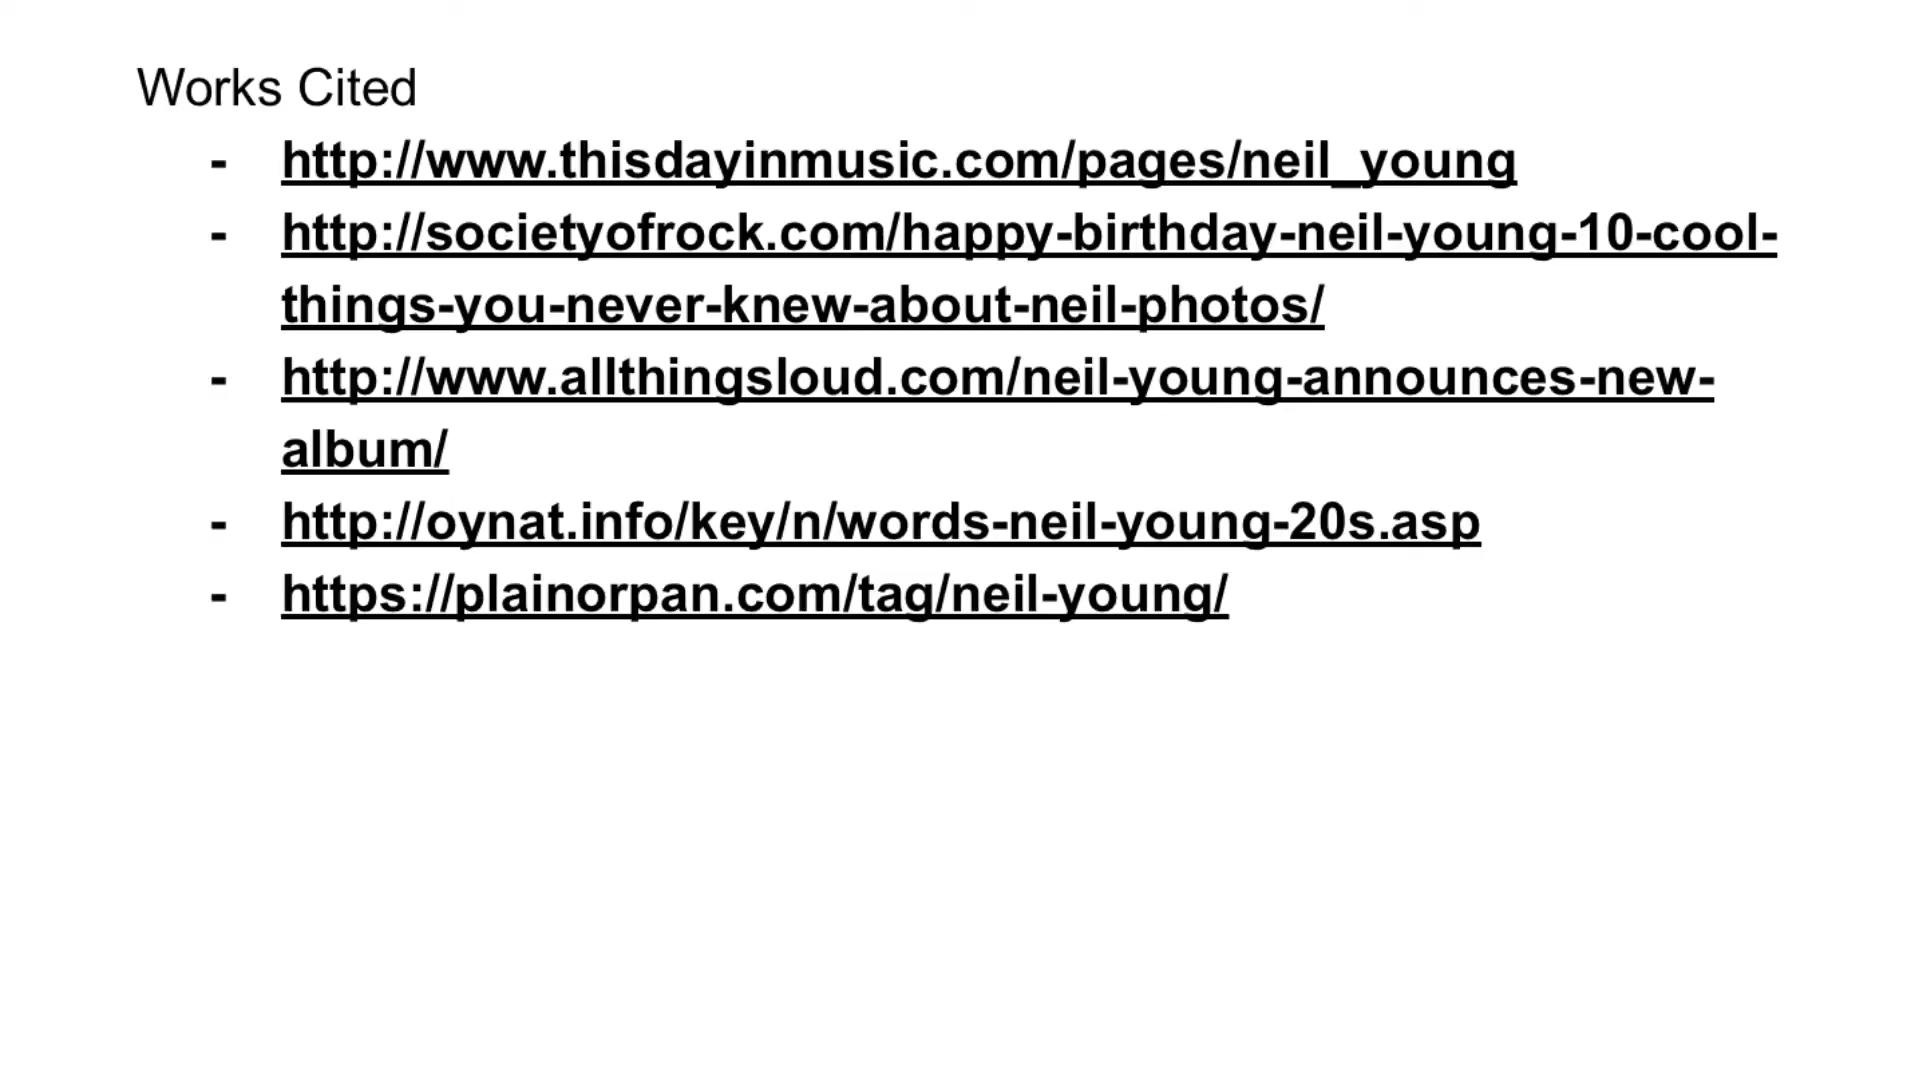 Works Cited
- http://www.thisdayinmusic.com/pages/neil_young
- http://societyofrock.com/happy-birthday-neil-young-10-cool-
things-you-never-knew-about-neil-photos/
- http://www.allthingsloud.com/neil-young-announces-new-
album/
- http://oynat.info/key/n/words-neil-young-20s.asp
- https://plainorpan.com/tag/neil-young/